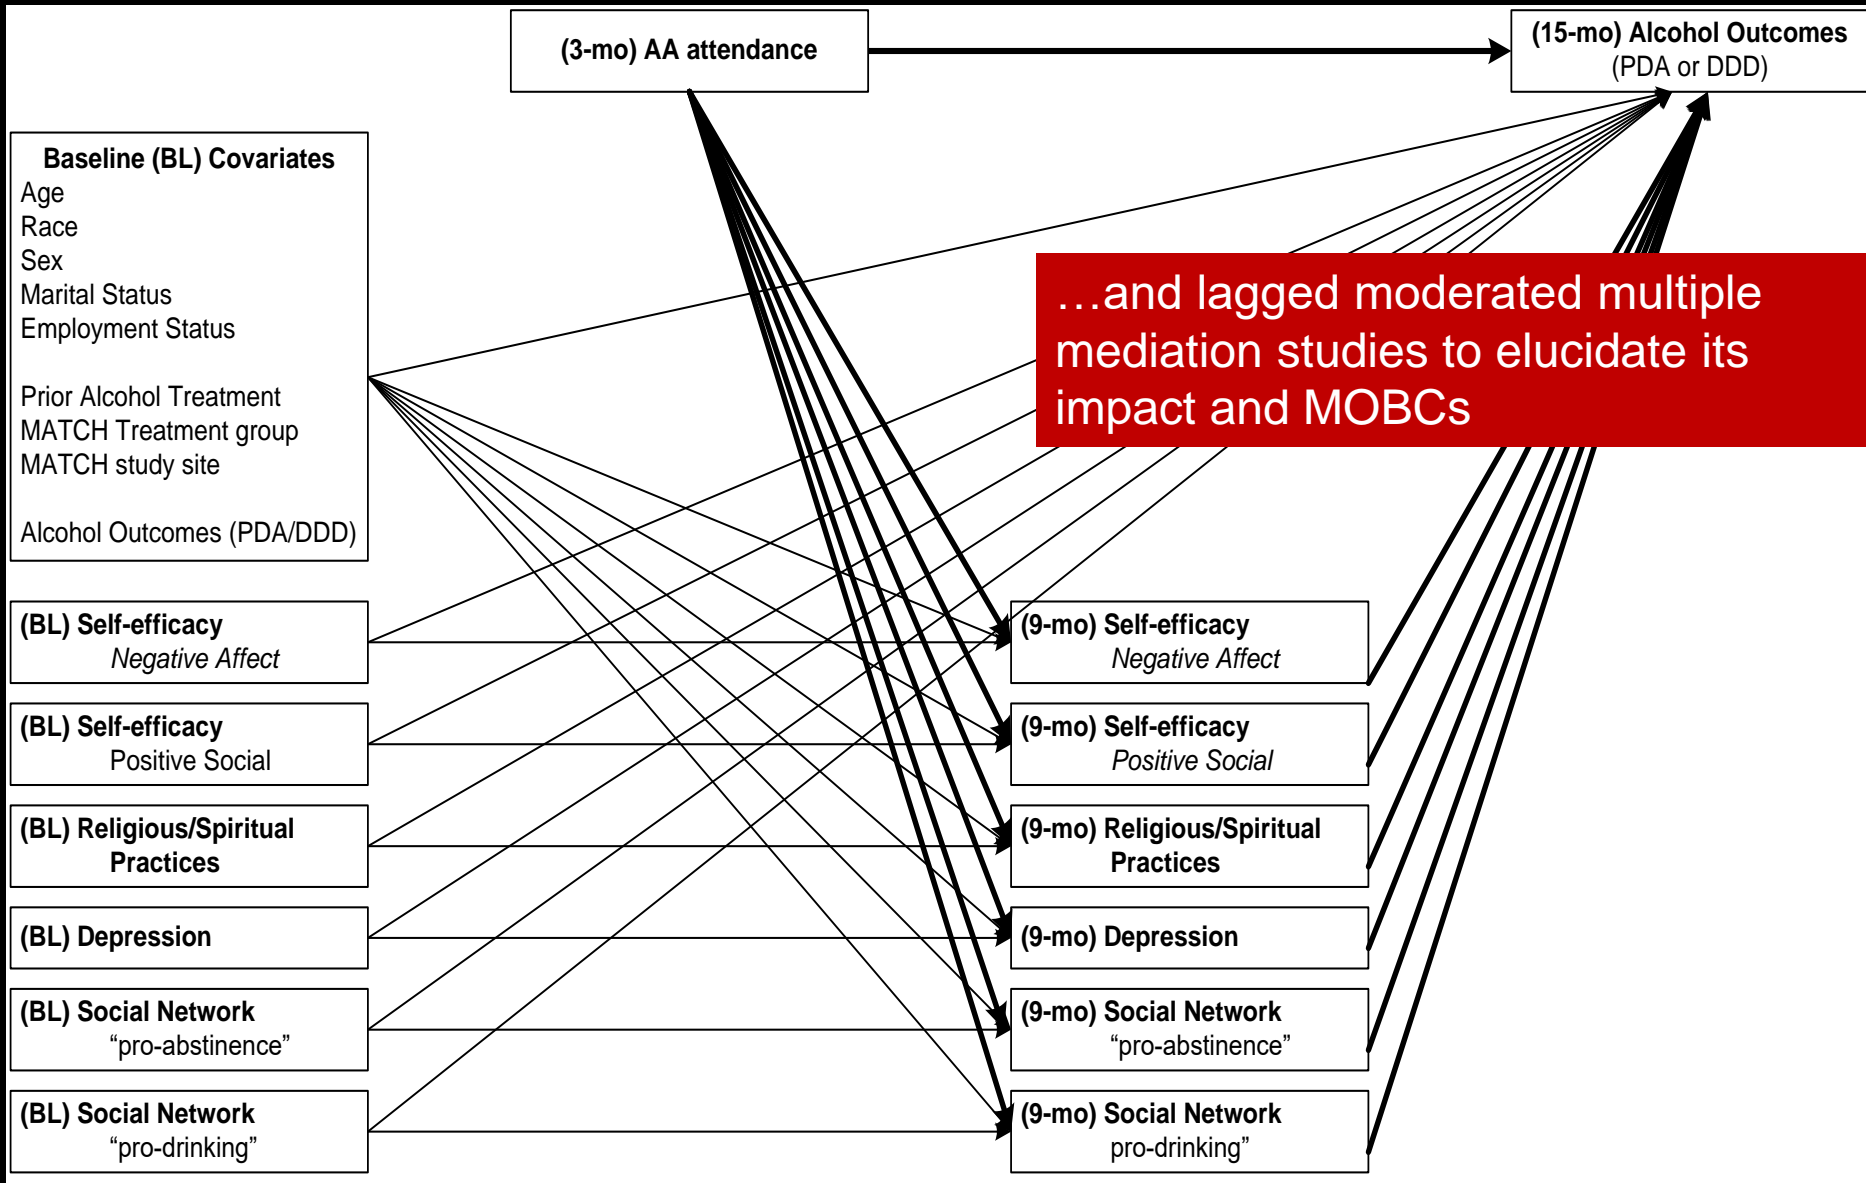 (3-mo) AA attendance
(15-mo) Alcohol Outcomes
(PDA or DDD)
Baseline (BL) Covariates
Age
Race
Sex
Marital Status
Employment Status
Prior Alcohol Treatment
MATCH Treatment group
MATCH study site
Alcohol Outcomes (PDA/DDD)
…and lagged moderated multiple
mediation studies to elucidate its
impact and MOBCs
(BL) Self-efficacy
Negative Affect
(BL) Self-efficacy
Positive Social
(BL) Religious/Spiritual
Practices
(BL) Depression
(BL) Social Network
“pro-abstinence”
(BL) Social Network
“pro-drinking”
(9-mo) Self-efficacy
Negative Affect
(9-mo) Self-efficacy
Positive Social
(9-mo) Religious/Spiritual
Practices
(9-mo) Depression
(9-mo) Social Network
“pro-abstinence”
(9-mo) Social Network
pro-drinking”